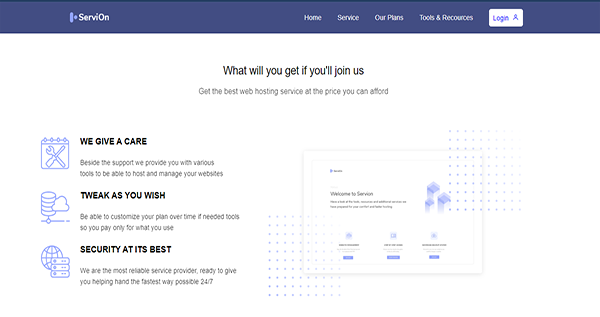 ServiOn
Home Service Our Plans Tools & Recources Login
What will you get if you'll join us
Get the best web hosting service at the price you can afford
WE GIVE A CARE
Beside the support we provide you with various
tools to be able to host and manage your websites
TWEAK AS YOU WISH
Be able to customize your plan over time if needed tools
so you pay only for what you use
SECURITY AT ITS BEST
We are the most reliable service provider, ready to give
you helping hand the fastest way possible 24/7
Welcome to Servion